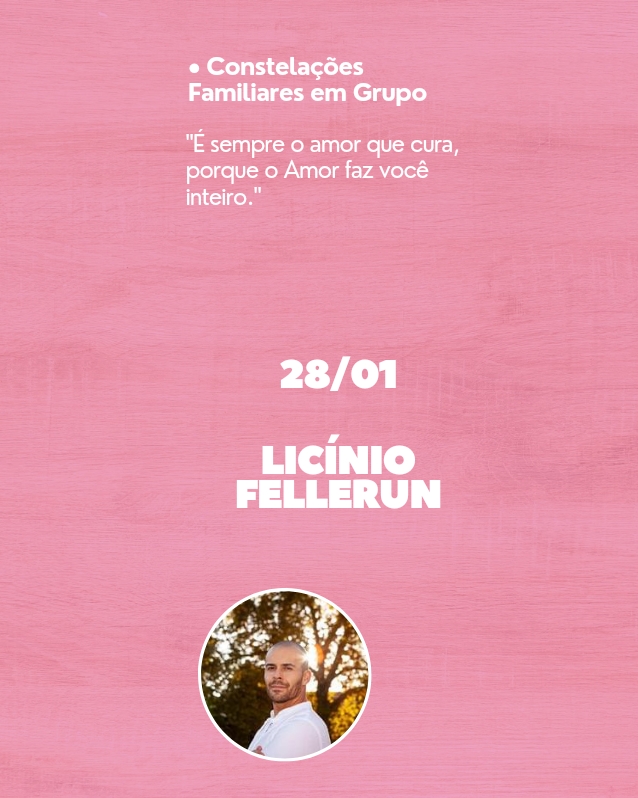 ● Constelações
Familiares em Grupo
"É sempre o amor que cura,
porque o Amor faz você
inteiro."
28/01
LICÍNIO
FELLERUN